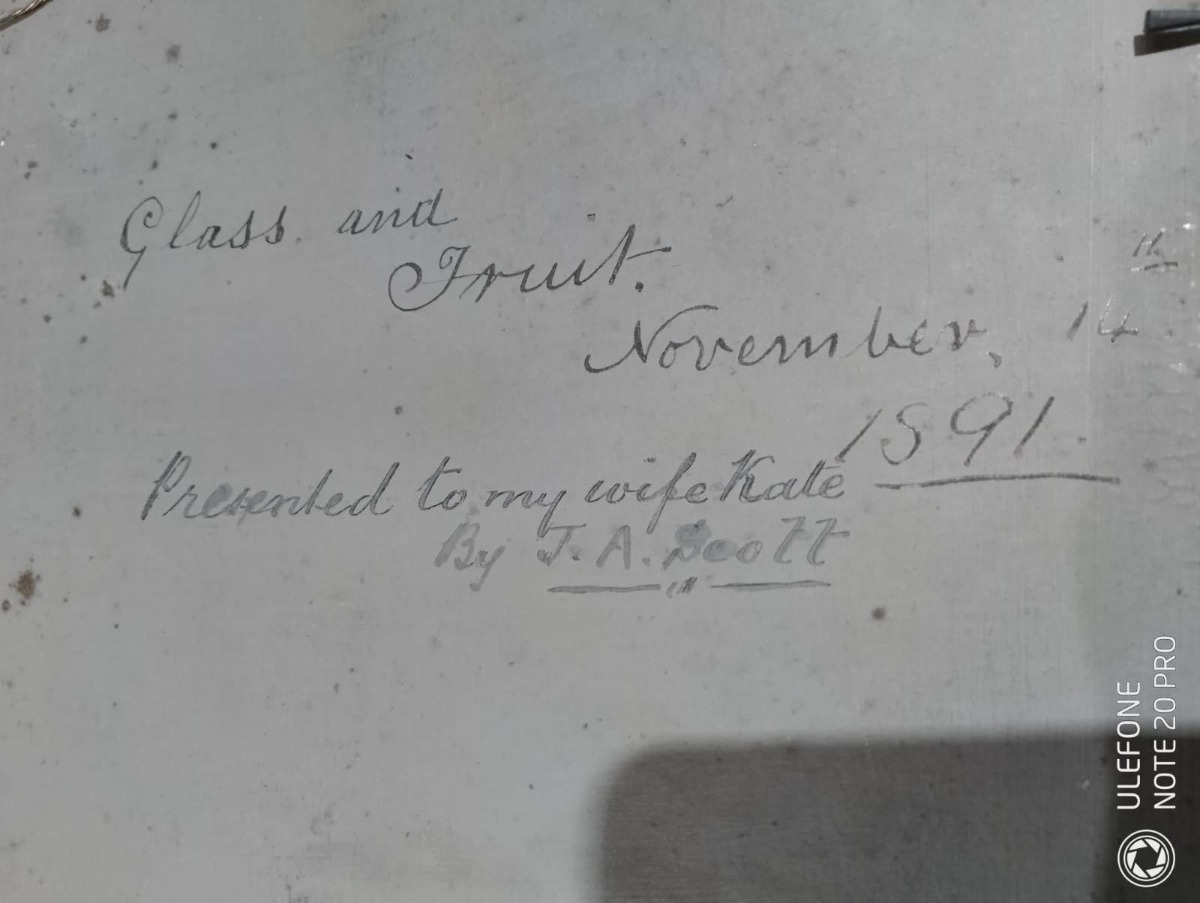 Glass and
Fruit.
November, 14th
1891.
Presented to my wife Kate
By J. A. Scott
ULEFONE
NOTE 20 PRO